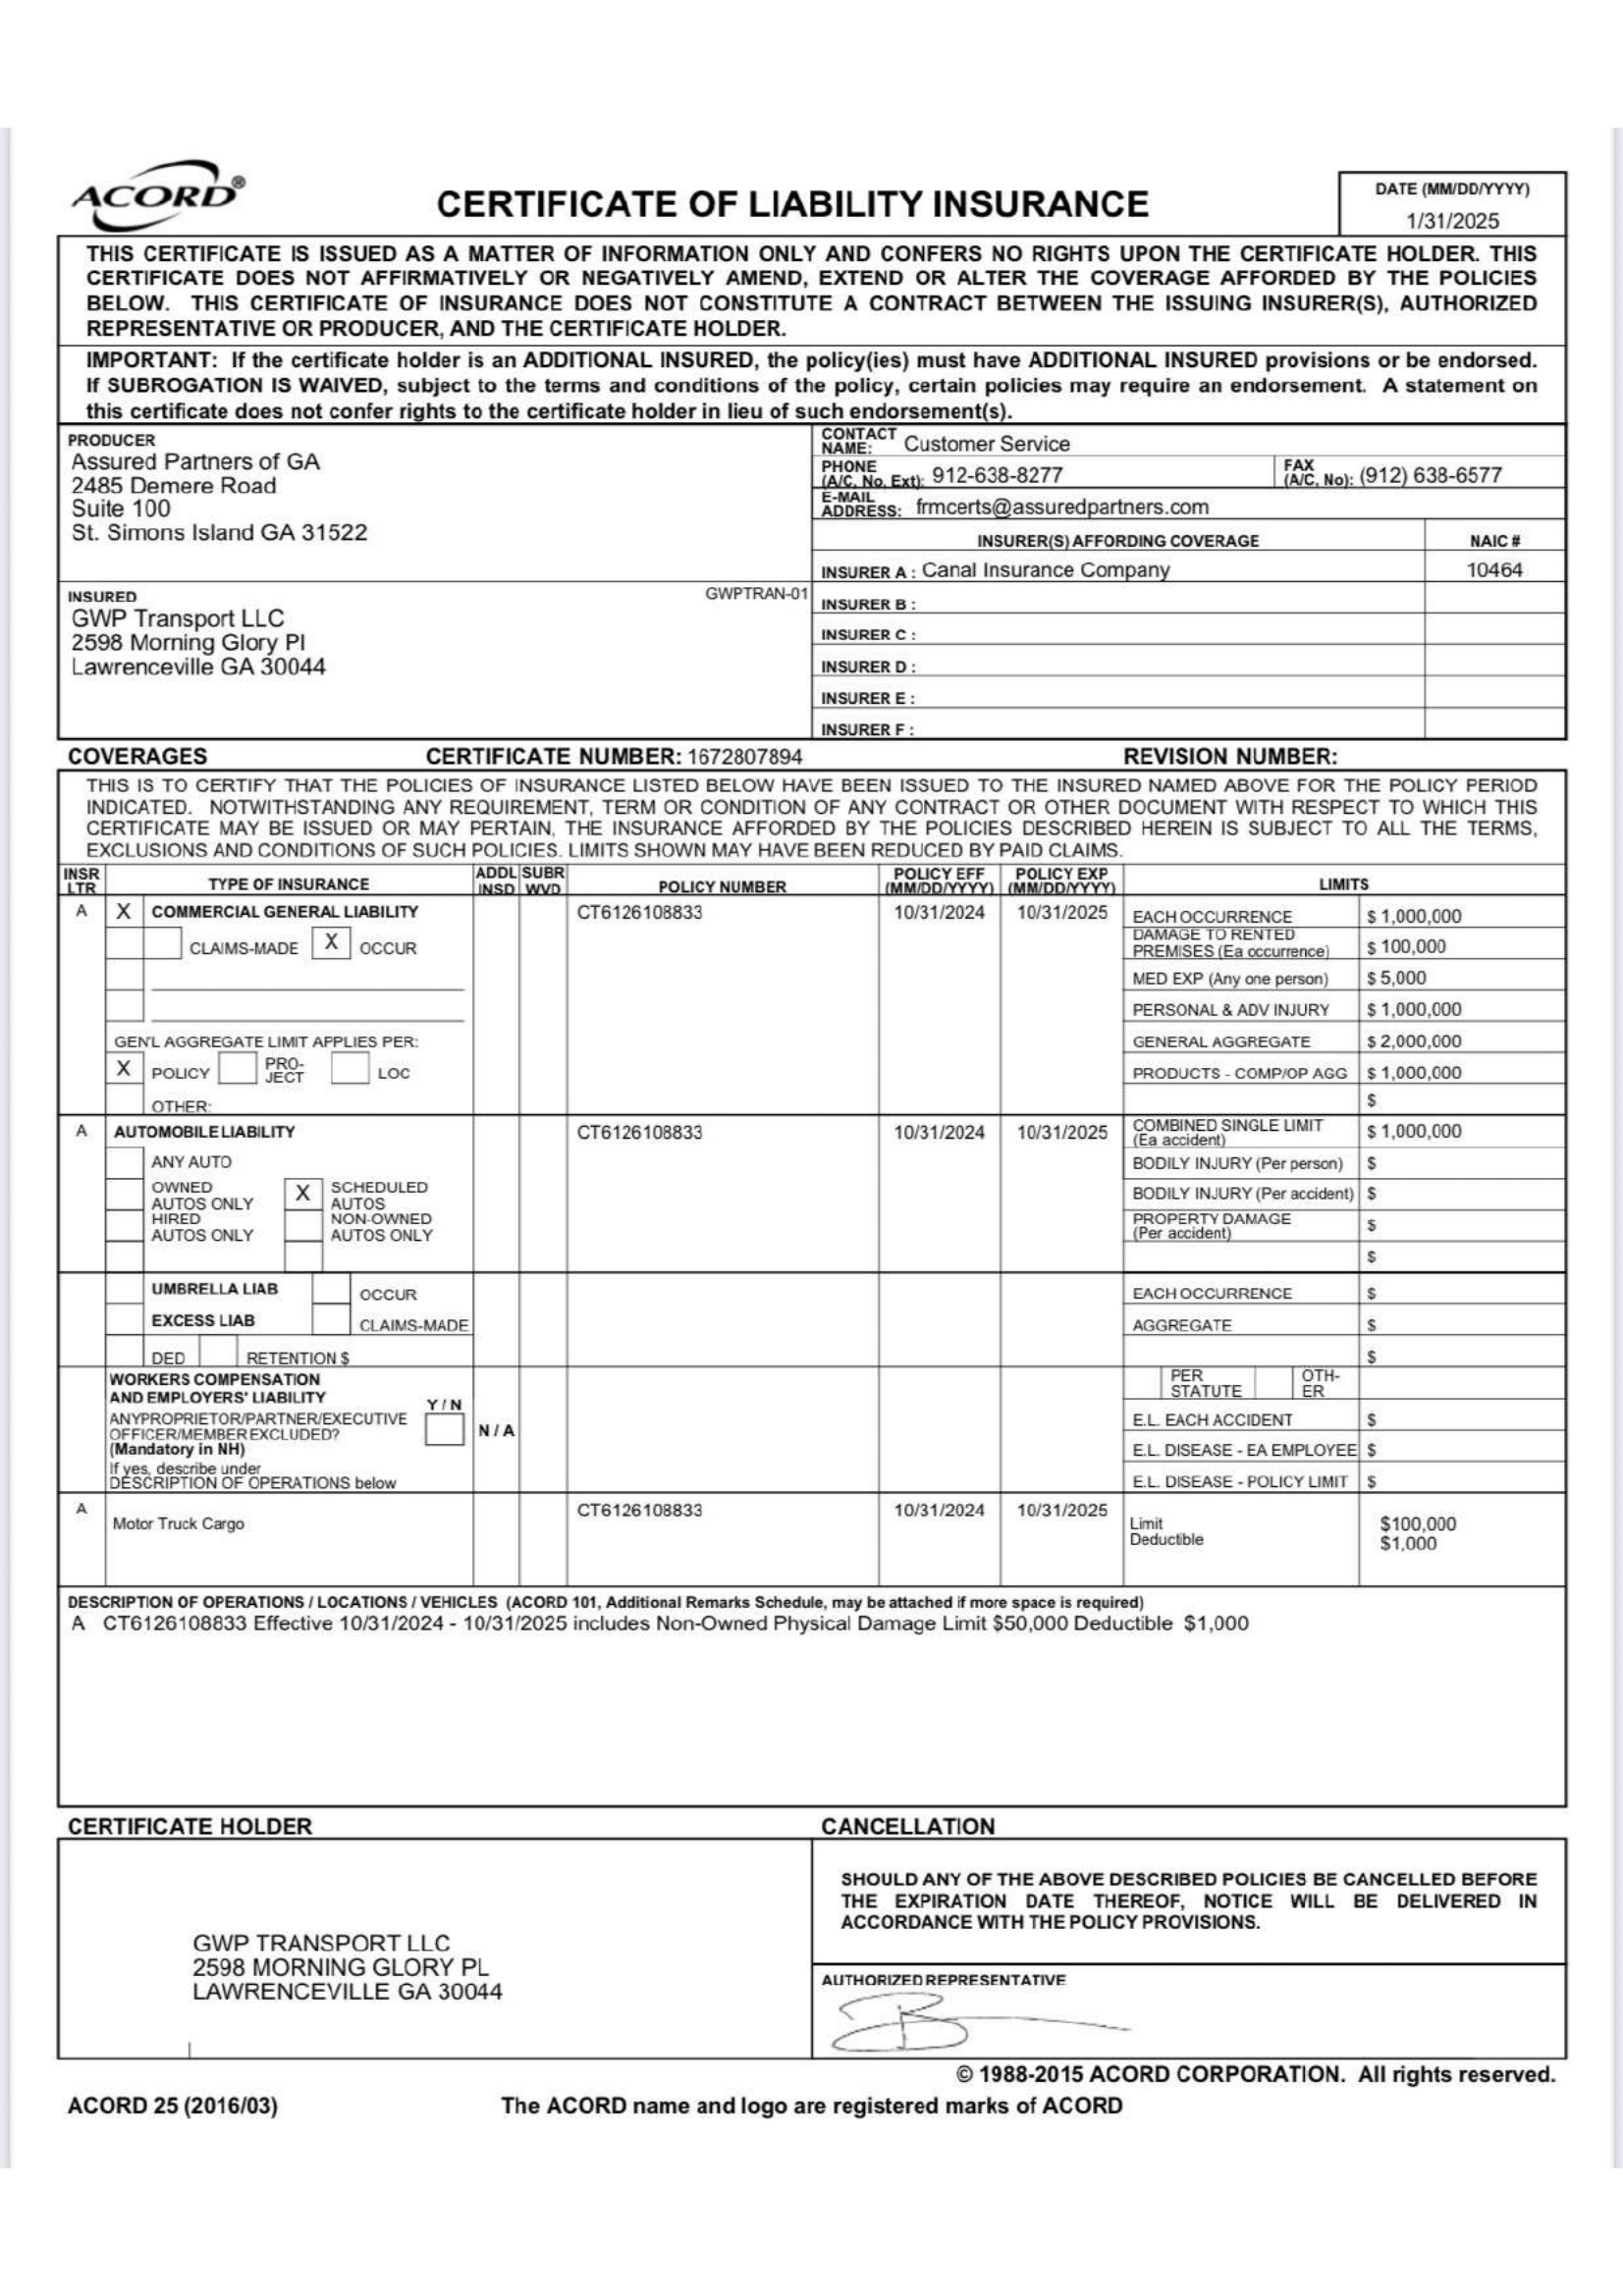 ACORD®
CERTIFICATE OF LIABILITY INSURANCE
DATE (MM/DD/YYYY)
1/31/2025
THIS CERTIFICATE IS ISSUED AS A MATTER OF INFORMATION ONLY AND CONFERS NO RIGHTS UPON THE CERTIFICATE HOLDER. THIS
CERTIFICATE DOES NOT AFFIRMATIVELY OR NEGATIVELY AMEND, EXTEND OR ALTER THE COVERAGE AFFORDED BY THE POLICIES
BELOW. THIS CERTIFICATE OF INSURANCE DOES NOT CONSTITUTE A CONTRACT BETWEEN THE ISSUING INSURER(S), AUTHORIZED
REPRESENTATIVE OR PRODUCER, AND THE CERTIFICATE HOLDER.
IMPORTANT: If the certificate holder is an ADDITIONAL INSURED, the policy(ies) must have ADDITIONAL INSURED provisions or be endorsed.
If SUBROGATION IS WAIVED, subject to the terms and conditions of the policy, certain policies may require an endorsement. A statement on
this certificate does not confer rights to the certificate holder in lieu of such endorsement(s).
PRODUCER
Assured Partners of GA
2485 Demere Road
Suite 100
St. Simons Island GA 31522
CONTACT NAME: Customer Service
PHONE (A/C, No, Ext): 912-638-8277
FAX (A/C, No): (912) 638-6577
E-MAIL ADDRESS: frmcerts@assuredpartners.com
INSURER(S) AFFORDING COVERAGE NAIC #
INSURER A : Canal Insurance Company 10464
INSURED GWPTRAN-01
GWP Transport LLC
2598 Morning Glory Pl
Lawrenceville GA 30044
INSURER B :
INSURER C :
INSURER D :
INSURER E :
INSURER F :
COVERAGES CERTIFICATE NUMBER: 1672807894 REVISION NUMBER:
THIS IS TO CERTIFY THAT THE POLICIES OF INSURANCE LISTED BELOW HAVE BEEN ISSUED TO THE INSURED NAMED ABOVE FOR THE POLICY PERIOD
INDICATED. NOTWITHSTANDING ANY REQUIREMENT, TERM OR CONDITION OF ANY CONTRACT OR OTHER DOCUMENT WITH RESPECT TO WHICH THIS
CERTIFICATE MAY BE ISSUED OR MAY PERTAIN, THE INSURANCE AFFORDED BY THE POLICIES DESCRIBED HEREIN IS SUBJECT TO ALL THE TERMS,
EXCLUSIONS AND CONDITIONS OF SUCH POLICIES. LIMITS SHOWN MAY HAVE BEEN REDUCED BY PAID CLAIMS.
INSR LTR TYPE OF INSURANCE ADDL INSD SUBR WVD POLICY NUMBER POLICY EFF (MM/DD/YYYY) POLICY EXP (MM/DD/YYYY) LIMITS
A X COMMERCIAL GENERAL LIABILITY CT6126108833 10/31/2024 10/31/2025 EACH OCCURRENCE $ 1,000,000
CLAIMS-MADE X OCCUR DAMAGE TO RENTED PREMISES (Ea occurrence) $ 100,000
MED EXP (Any one person) $ 5,000
PERSONAL & ADV INJURY $ 1,000,000
GEN'L AGGREGATE LIMIT APPLIES PER: GENERAL AGGREGATE $ 2,000,000
X POLICY PRO-JECT LOC PRODUCTS - COMP/OP AGG $ 1,000,000
OTHER: $
A AUTOMOBILE LIABILITY CT6126108833 10/31/2024 10/31/2025 COMBINED SINGLE LIMIT (Ea accident) $ 1,000,000
ANY AUTO BODILY INJURY (Per person) $
OWNED AUTOS ONLY X SCHEDULED AUTOS BODILY INJURY (Per accident) $
HIRED AUTOS ONLY NON-OWNED AUTOS ONLY PROPERTY DAMAGE (Per accident) $
$
UMBRELLA LIAB OCCUR EACH OCCURRENCE $
EXCESS LIAB CLAIMS-MADE AGGREGATE $
DED RETENTION $ $
WORKERS COMPENSATION PER STATUTE OTH-ER
AND EMPLOYERS' LIABILITY Y / N
ANYPROPRIETOR/PARTNER/EXECUTIVE E.L. EACH ACCIDENT $
OFFICER/MEMBER EXCLUDED? N / A
(Mandatory in NH) E.L. DISEASE - EA EMPLOYEE $
If yes, describe under
DESCRIPTION OF OPERATIONS below E.L. DISEASE - POLICY LIMIT $
A Motor Truck Cargo CT6126108833 10/31/2024 10/31/2025 Limit $100,000
Deductible $1,000
DESCRIPTION OF OPERATIONS / LOCATIONS / VEHICLES (ACORD 101, Additional Remarks Schedule, may be attached if more space is required)
A CT6126108833 Effective 10/31/2024 - 10/31/2025 includes Non-Owned Physical Damage Limit $50,000 Deductible $1,000
CERTIFICATE HOLDER
GWP TRANSPORT LLC
2598 MORNING GLORY PL
LAWRENCEVILLE GA 30044
CANCELLATION
SHOULD ANY OF THE ABOVE DESCRIBED POLICIES BE CANCELLED BEFORE
THE EXPIRATION DATE THEREOF, NOTICE WILL BE DELIVERED IN
ACCORDANCE WITH THE POLICY PROVISIONS.
AUTHORIZED REPRESENTATIVE
© 1988-2015 ACORD CORPORATION. All rights reserved.
ACORD 25 (2016/03)
The ACORD name and logo are registered marks of ACORD